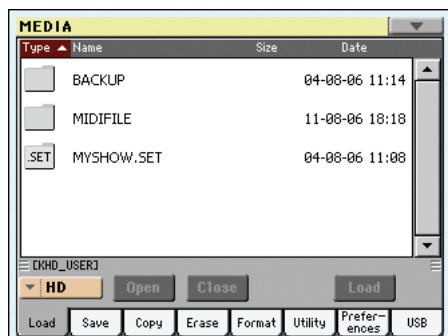 MEDIA
Type Name Size Date
BACKUP 04-08-06 11:14
MIDIFILE 11-08-06 18:18
.SET MYSHOW.SET 04-08-06 11:08
[KHD_USER]
HD Open Close Load
Load Save Copy Erase Format Utility Prefer-
ences USB